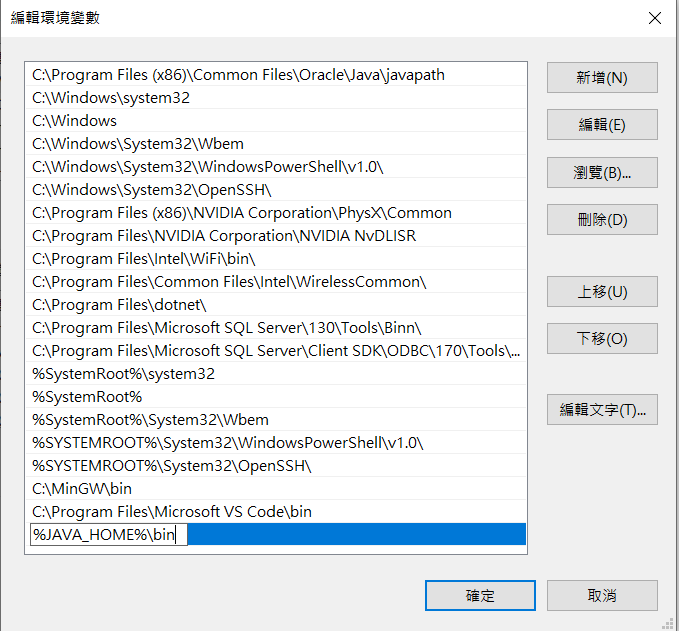 編輯環境變數
C:\Program Files (x86)\Common Files\Oracle\Java\javapath
C:\Windows\system32
C:\Windows
C:\Windows\System32\Wbem
C:\Windows\System32\WindowsPowerShell\v1.0\
C:\Windows\System32\OpenSSH\
C:\Program Files (x86)\NVIDIA Corporation\PhysX\Common
C:\Program Files\NVIDIA Corporation\NVIDIA NvDLISR
C:\Program Files\Intel\WiFi\bin\
C:\Program Files\Common Files\Intel\WirelessCommon\
C:\Program Files\dotnet\
C:\Program Files\Microsoft SQL Server\130\Tools\Binn\
C:\Program Files\Microsoft SQL Server\Client SDK\ODBC\170\Tools\...
%SystemRoot%\system32
%SystemRoot%
%SystemRoot%\System32\Wbem
%SYSTEMROOT%\System32\WindowsPowerShell\v1.0\
%SYSTEMROOT%\System32\OpenSSH\
C:\MinGW\bin
C:\Program Files\Microsoft VS Code\bin
%JAVA_HOME%\bin
新增(N)
編輯(E)
瀏覽(B)...
刪除(D)
上移(U)
下移(O)
編輯文字(T)...
確定
取消